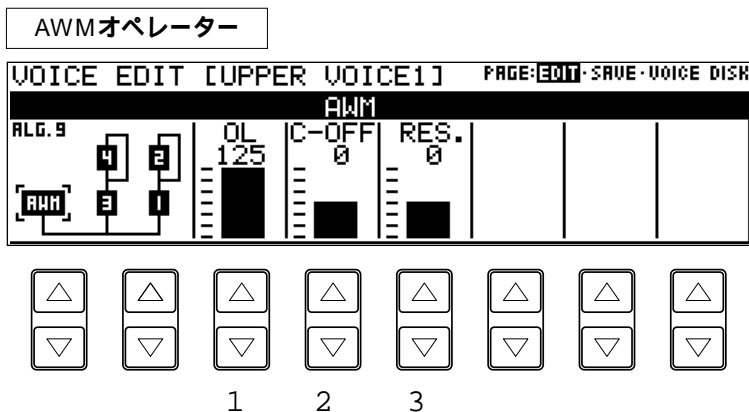 AWMオペレーター
VOICE EDIT [UPPER VOICE1] PAGE:EDIT·SAVE·VOICE DISK
AWM
ALG.9 OL C-OFF RES.
125 0 0
4 2
AWM 3 1
1 2 3